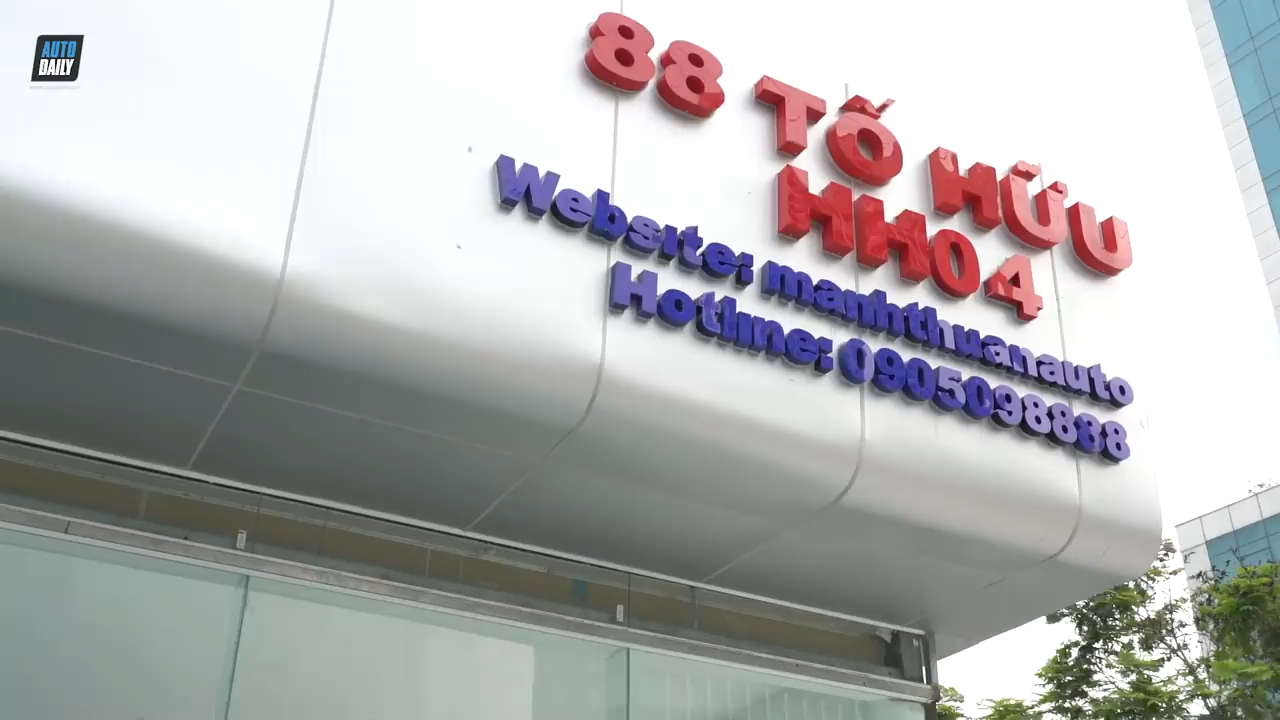 AUTO
DAILY
88 TỐ HỮU
HH04
Website: manhthuanauto
Hotline: 0905098888